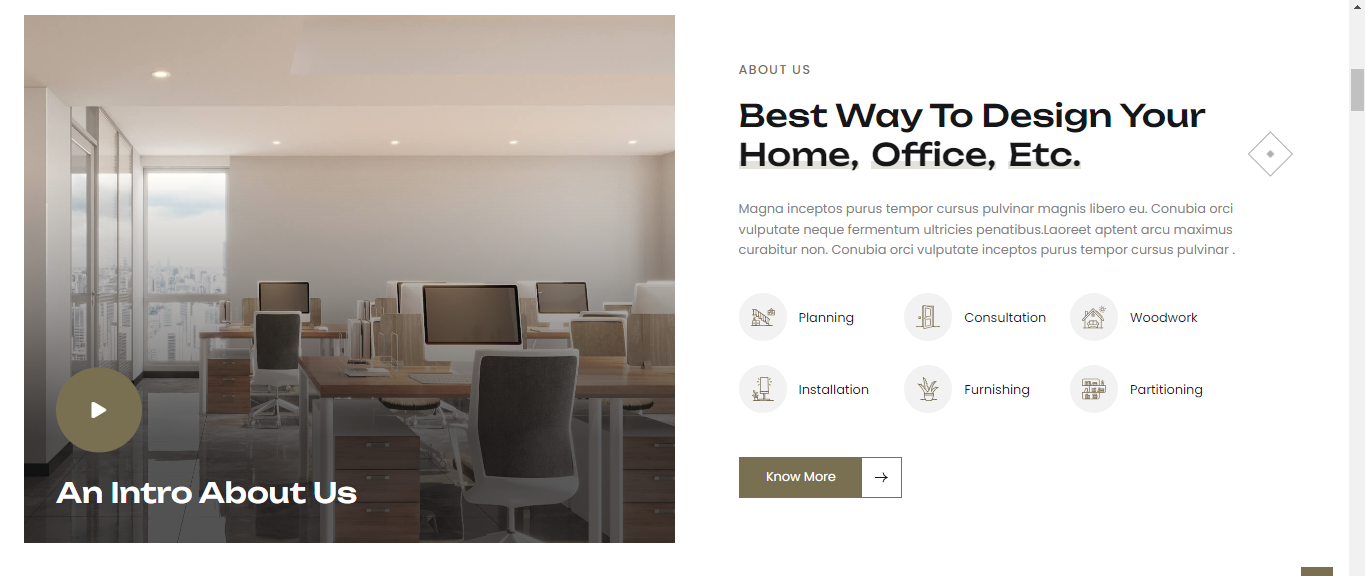 An Intro About Us
ABOUT US
Best Way To Design Your
Home, Office, Etc.
Magna inceptos purus tempor cursus pulvinar magnis libero eu. Conubia orci
vulputate neque fermentum ultricies penatibus.Laoreet aptent arcu maximus
curabitur non. Conubia orci vulputate inceptos purus tempor cursus pulvinar .
Planning
Consultation
Woodwork
Installation
Furnishing
Partitioning
Know More